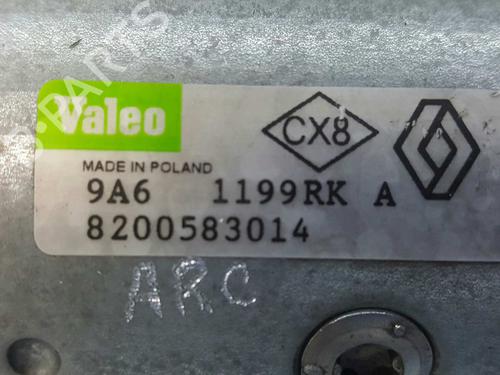 Valeo
CX8
MADE IN POLAND
9A6 1199RK A
8200583014
ARC